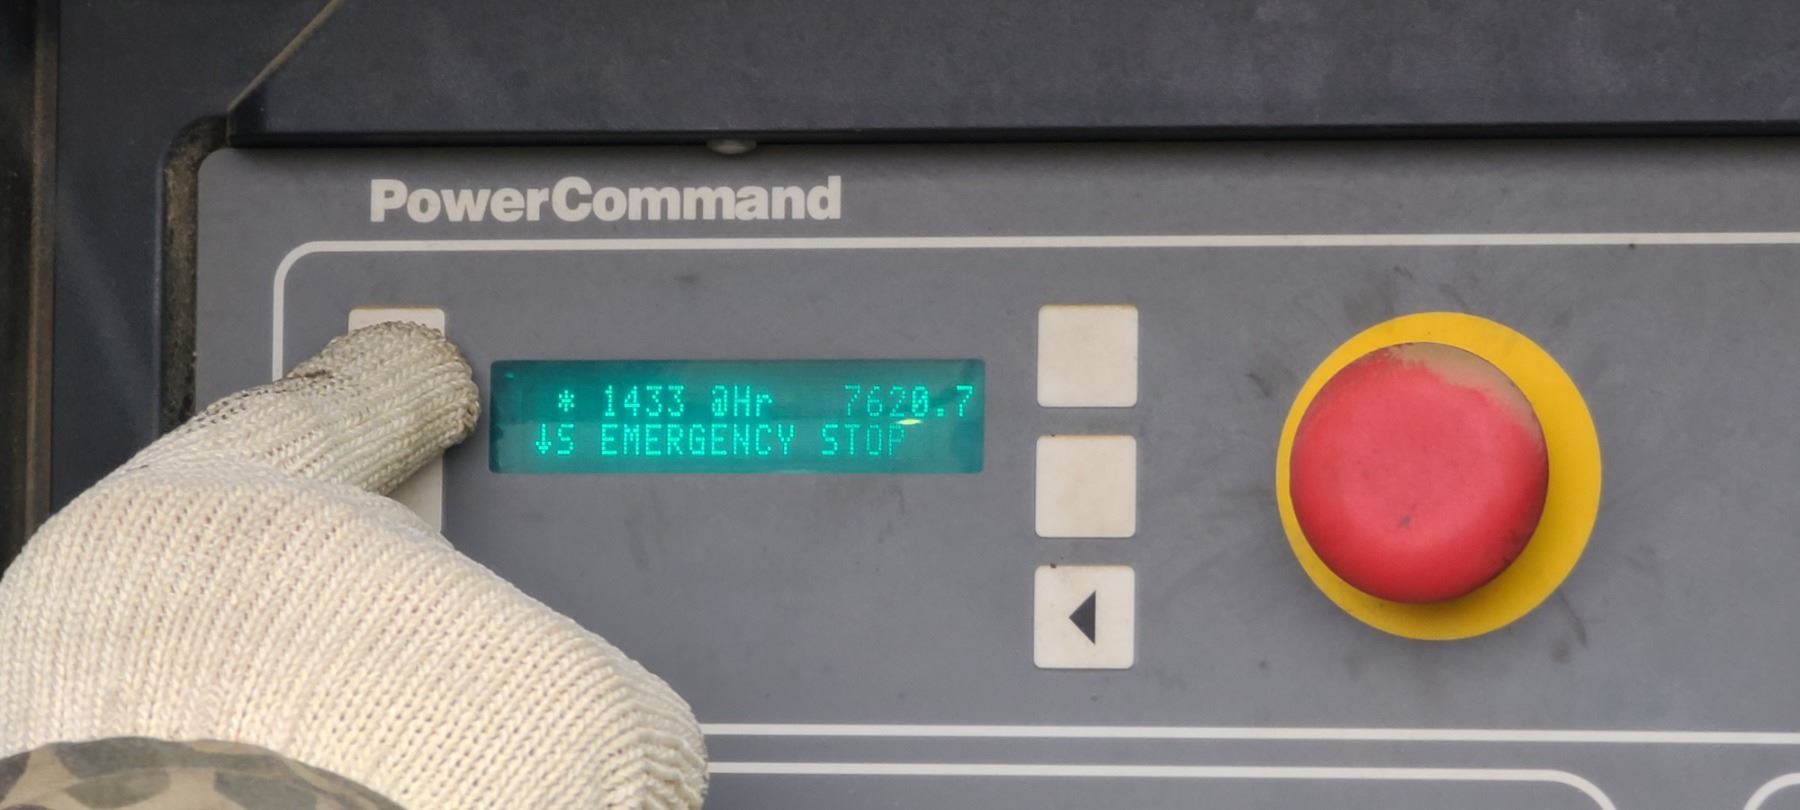 PowerCommand
* 1433 @Hr 7620.7
↓S EMERGENCY STOP